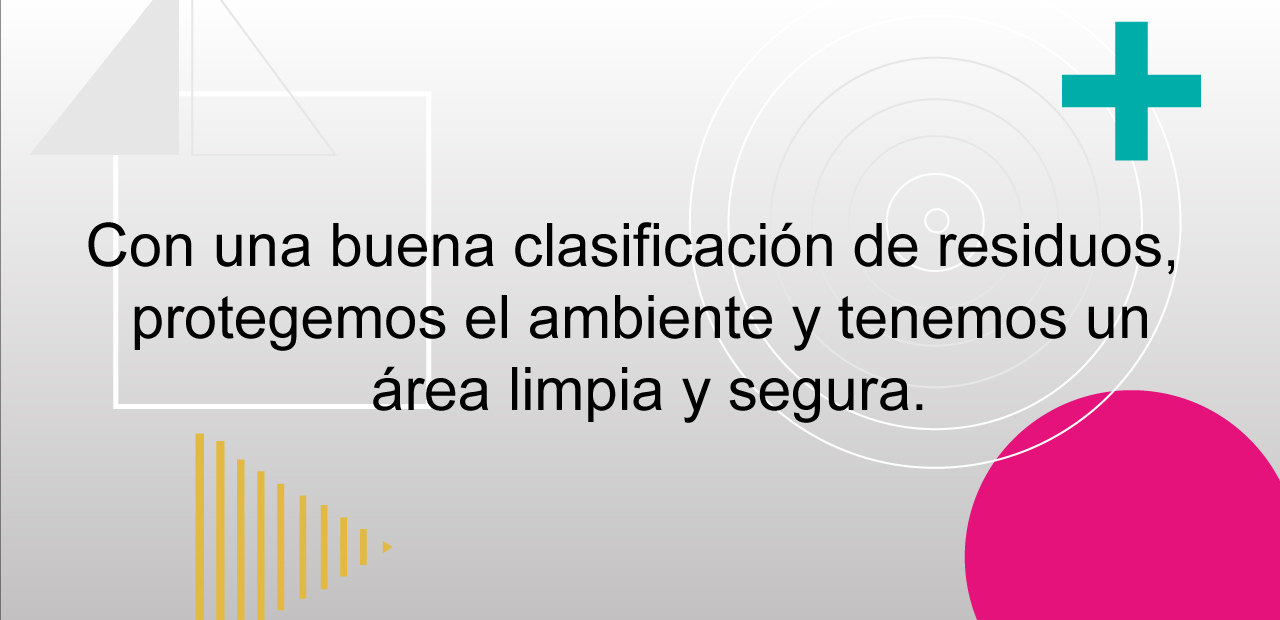 Con una buena clasificación de residuos,
protegemos el ambiente y tenemos un
área limpia y segura.